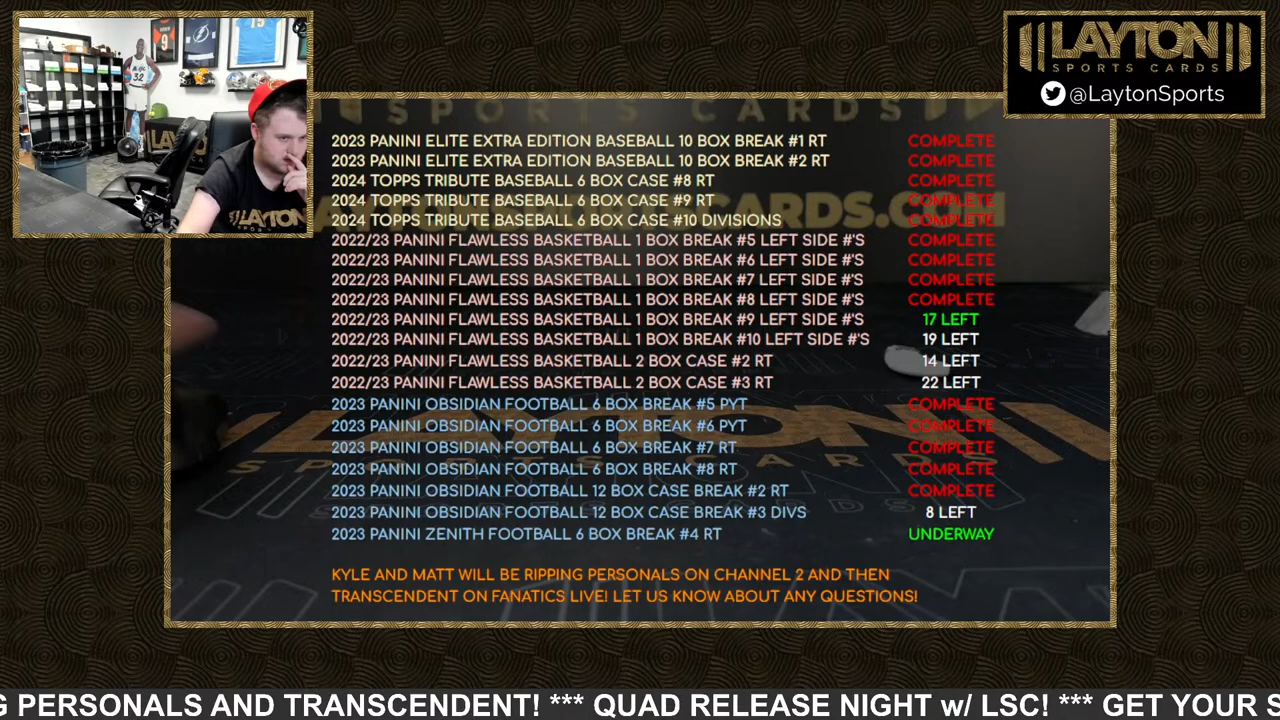 LAYTON
SPORTS CARDS
@LaytonSports
SPORTS CARDS
2023 PANINI ELITE EXTRA EDITION BASEBALL 10 BOX BREAK #1 RT COMPLETE
2023 PANINI ELITE EXTRA EDITION BASEBALL 10 BOX BREAK #2 RT COMPLETE
2024 TOPPS TRIBUTE BASEBALL 6 BOX CASE #8 RT COMPLETE
2024 TOPPS TRIBUTE BASEBALL 6 BOX CASE #9 RT COMPLETE
2024 TOPPS TRIBUTE BASEBALL 6 BOX CASE #10 DIVISIONS COMPLETE
2022/23 PANINI FLAWLESS BASKETBALL 1 BOX BREAK #5 LEFT SIDE #'S COMPLETE
2022/23 PANINI FLAWLESS BASKETBALL 1 BOX BREAK #6 LEFT SIDE #'S COMPLETE
2022/23 PANINI FLAWLESS BASKETBALL 1 BOX BREAK #7 LEFT SIDE #'S COMPLETE
2022/23 PANINI FLAWLESS BASKETBALL 1 BOX BREAK #8 LEFT SIDE #'S COMPLETE
2022/23 PANINI FLAWLESS BASKETBALL 1 BOX BREAK #9 LEFT SIDE #'S 17 LEFT
2022/23 PANINI FLAWLESS BASKETBALL 1 BOX BREAK #10 LEFT SIDE #'S 19 LEFT
2022/23 PANINI FLAWLESS BASKETBALL 2 BOX CASE #2 RT 14 LEFT
2022/23 PANINI FLAWLESS BASKETBALL 2 BOX CASE #3 RT 22 LEFT
2023 PANINI OBSIDIAN FOOTBALL 6 BOX BREAK #5 PYT COMPLETE
2023 PANINI OBSIDIAN FOOTBALL 6 BOX BREAK #6 PYT COMPLETE
2023 PANINI OBSIDIAN FOOTBALL 6 BOX BREAK #7 RT COMPLETE
2023 PANINI OBSIDIAN FOOTBALL 6 BOX BREAK #8 RT COMPLETE
2023 PANINI OBSIDIAN FOOTBALL 12 BOX CASE BREAK #2 RT COMPLETE
2023 PANINI OBSIDIAN FOOTBALL 12 BOX CASE BREAK #3 DIVS 8 LEFT
2023 PANINI ZENITH FOOTBALL 6 BOX BREAK #4 RT UNDERWAY
KYLE AND MATT WILL BE RIPPING PERSONALS ON CHANNEL 2 AND THEN
TRANSCENDENT ON FANATICS LIVE! LET US KNOW ABOUT ANY QUESTIONS!
G PERSONALS AND TRANSCENDENT! *** QUAD RELEASE NIGHT w/ LSC! *** GET YOUR S